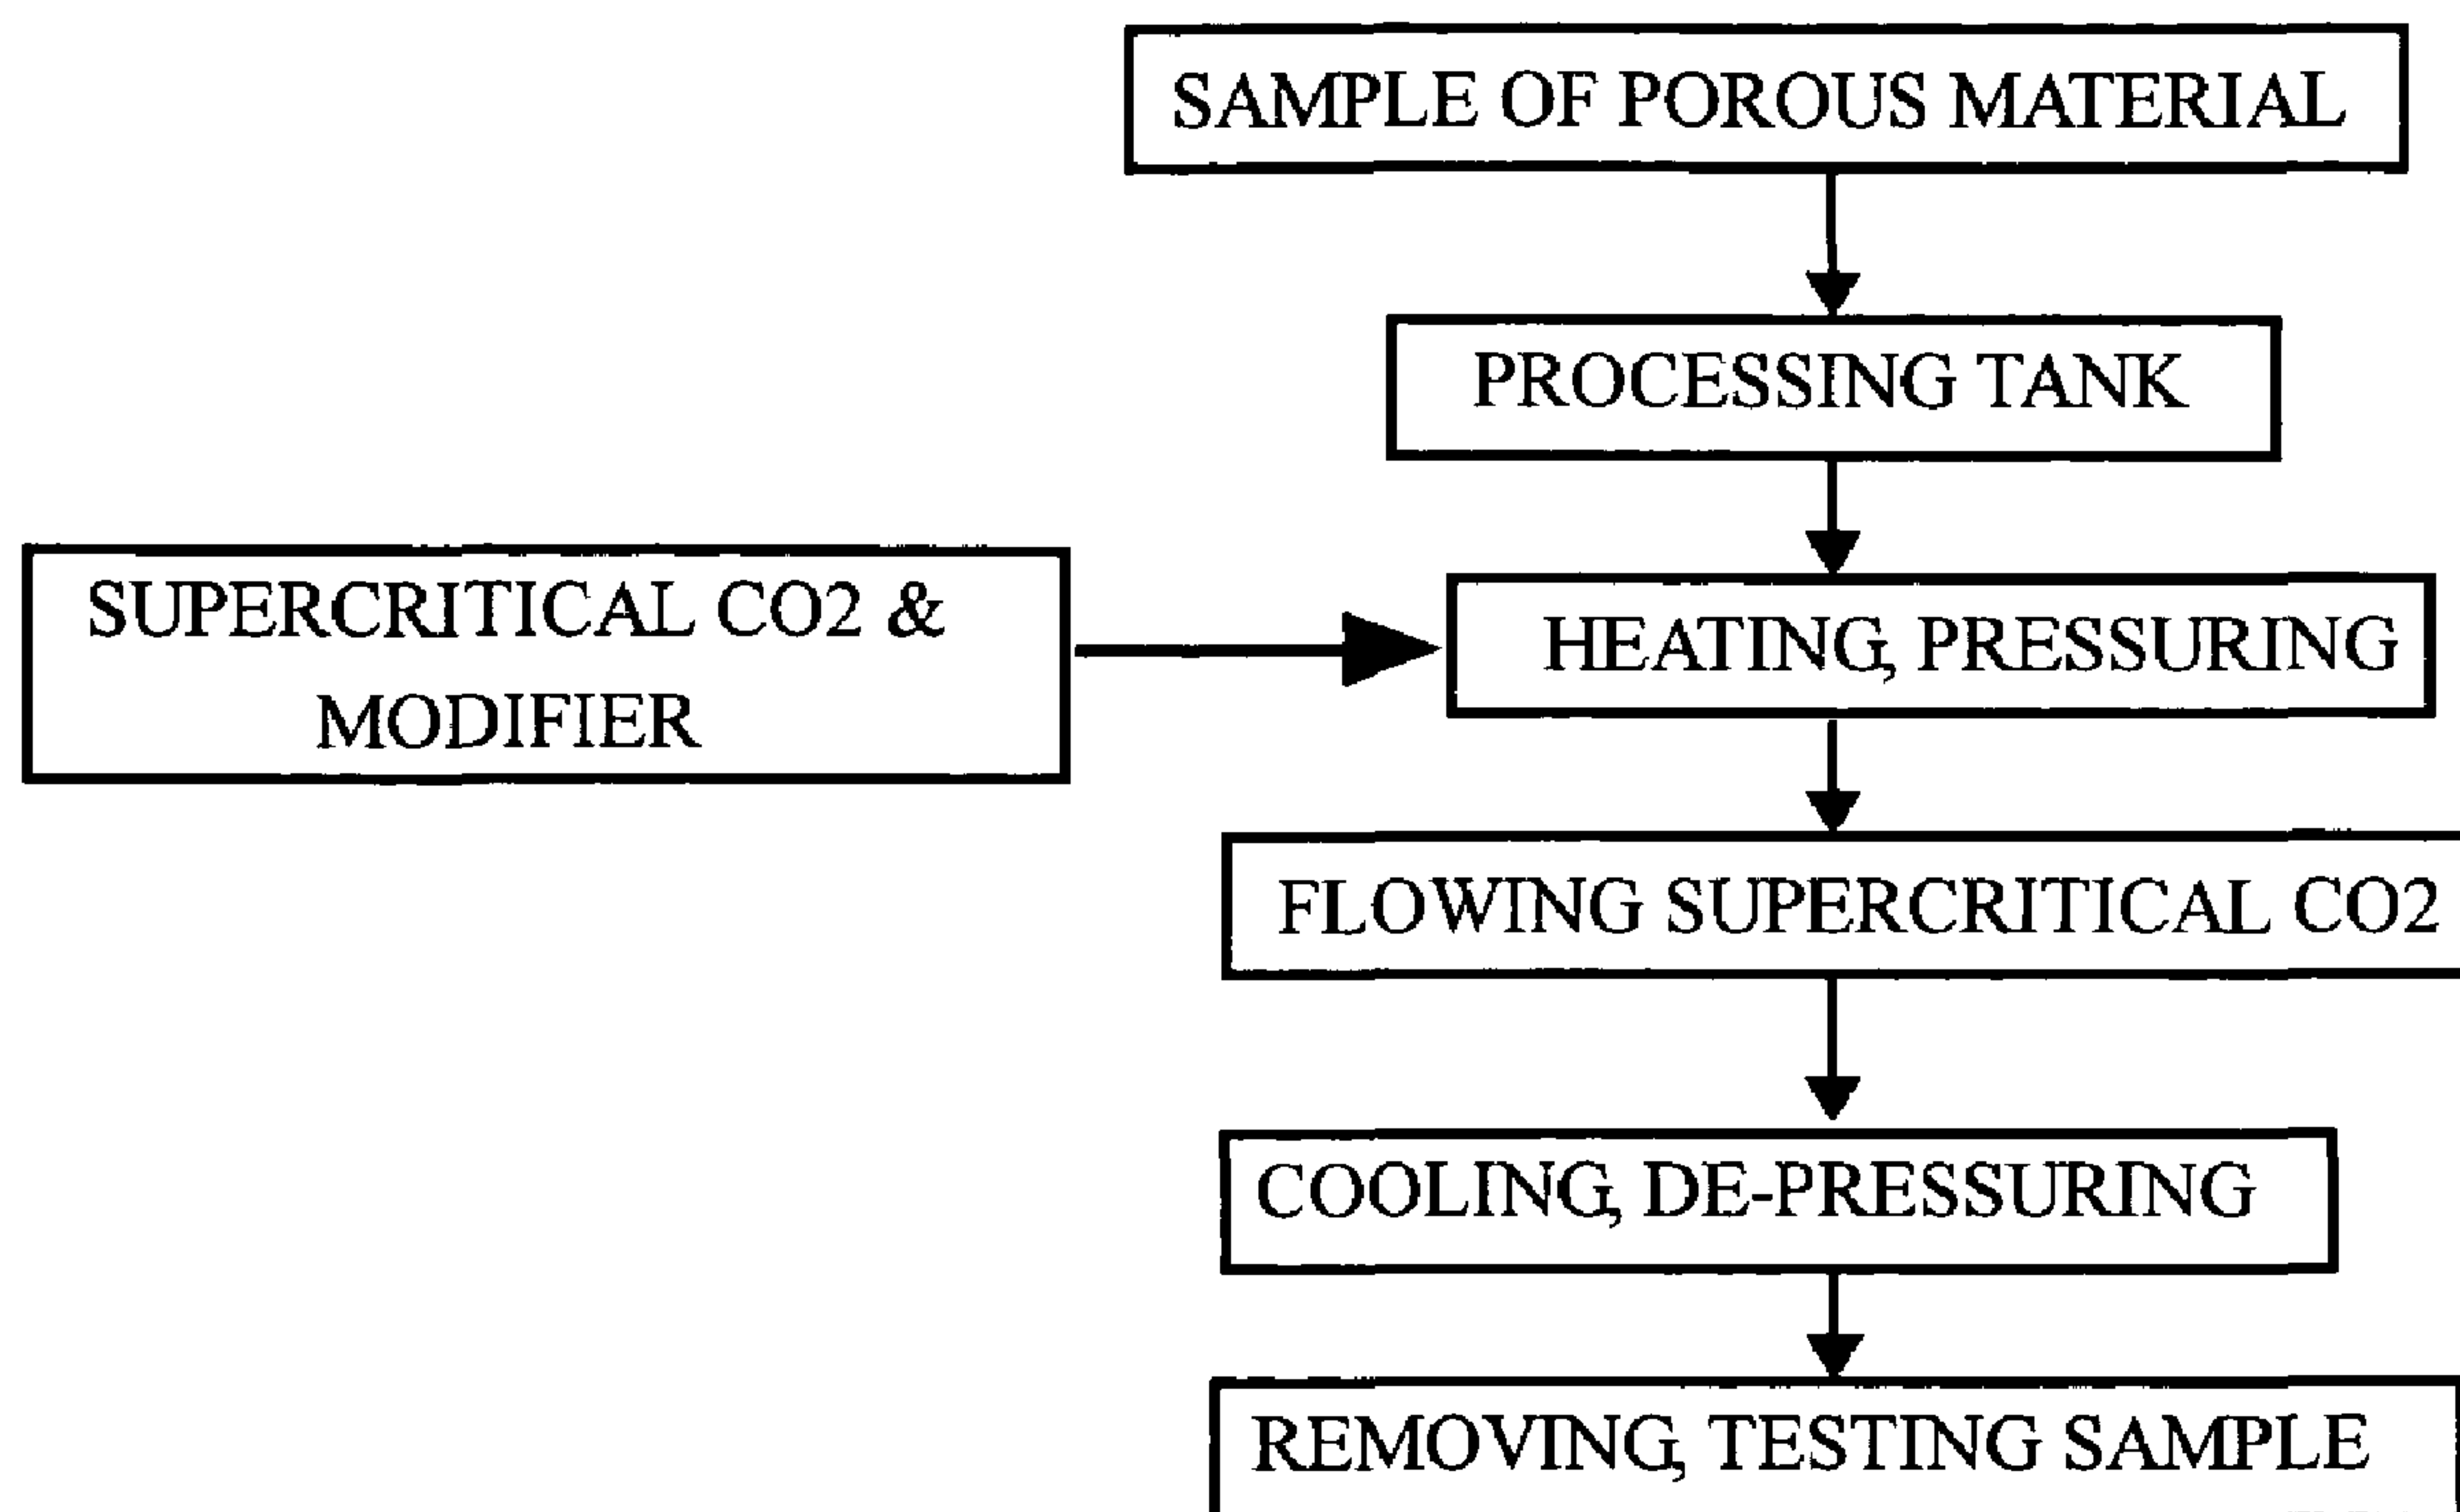 SAMPLE OF POROUS MATERIAL
PROCESSING TANK
SUPERCRITICAL CO2 &
MODIFIER
HEATING, PRESSURING
FLOWING SUPERCRITICAL CO2
COOLING, DE-PRESSURING
REMOVING, TESTING SAMPLE